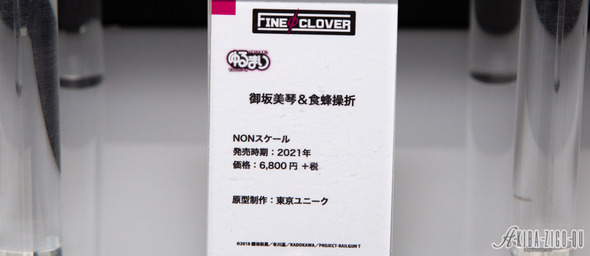 FINE CLOVER
ゆるまり
御坂美琴＆食蜂操折
NONスケール
発売時期：2021年
価格：6,800円 +税
原型制作：東京ユニーク
©2018 鎌池和馬／冬川基／KADOKAWA／PROJECT-RAILGUN T
AKIBA-ZIGO-00